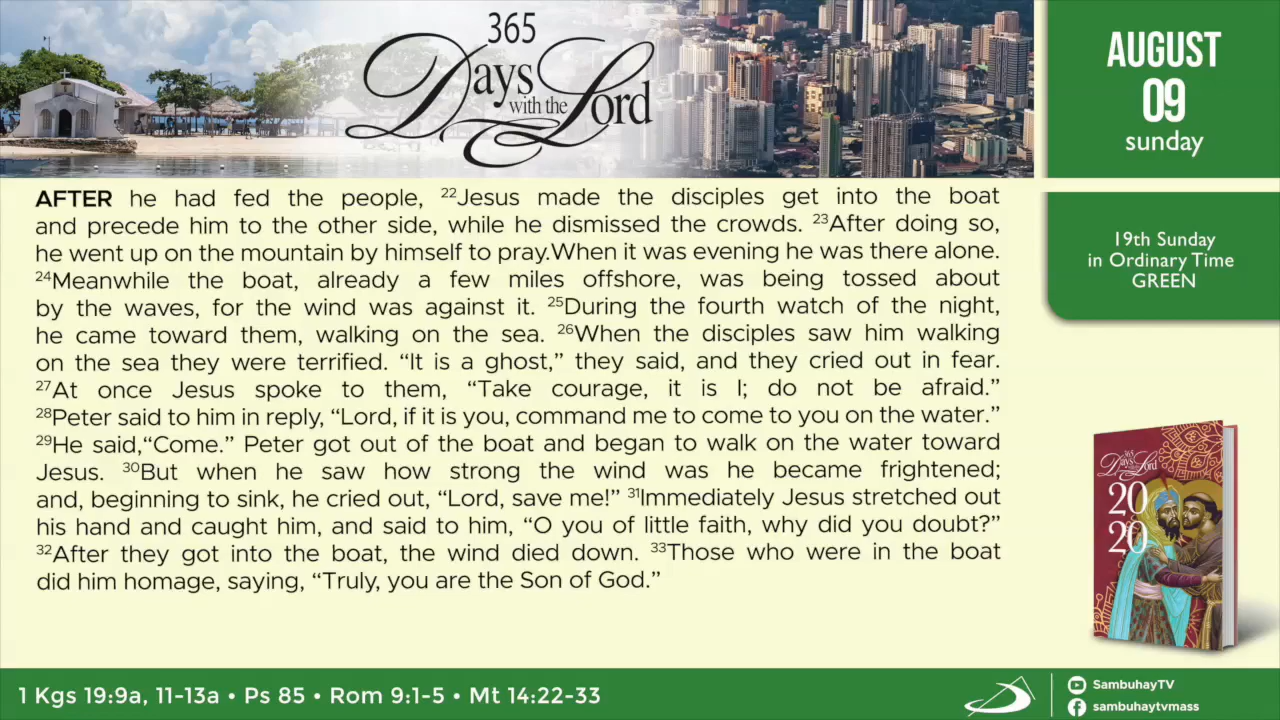 365
Days
with the
Lord
AUGUST
09
sunday
19th Sunday
in Ordinary Time
GREEN
AFTER he had fed the people, ²²Jesus made the disciples get into the boat
and precede him to the other side, while he dismissed the crowds. ²³After doing so,
he went up on the mountain by himself to pray.When it was evening he was there alone.
²⁴Meanwhile the boat, already a few miles offshore, was being tossed about
by the waves, for the wind was against it. ²⁵During the fourth watch of the night,
he came toward them, walking on the sea. ²⁶When the disciples saw him walking
on the sea they were terrified. “It is a ghost,” they said, and they cried out in fear.
²⁷At once Jesus spoke to them, “Take courage, it is I; do not be afraid.”
²⁸Peter said to him in reply, “Lord, if it is you, command me to come to you on the water.”
²⁹He said,“Come.” Peter got out of the boat and began to walk on the water toward
Jesus. ³⁰But when he saw how strong the wind was he became frightened;
and, beginning to sink, he cried out, “Lord, save me!” ³¹Immediately Jesus stretched out
his hand and caught him, and said to him, “O you of little faith, why did you doubt?”
³²After they got into the boat, the wind died down. ³³Those who were in the boat
did him homage, saying, “Truly, you are the Son of God.”
365
Days
with the
Lord
20
20
1 Kgs 19:9a, 11-13a • Ps 85 • Rom 9:1-5 • Mt 14:22-33
SambuhayTV
sambuhaytvmass